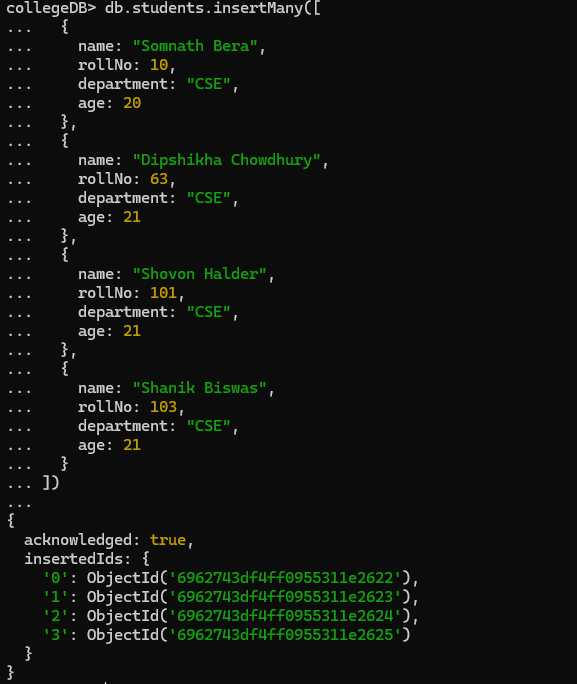 collegeDB> db.students.insertMany([
...   {
...     name: "Somnath Bera",
...     rollNo: 10,
...     department: "CSE",
...     age: 20
...   },
...   {
...     name: "Dipshikha Chowdhury",
...     rollNo: 63,
...     department: "CSE",
...     age: 21
...   },
...   {
...     name: "Shovon Halder",
...     rollNo: 101,
...     department: "CSE",
...     age: 21
...   },
...   {
...     name: "Shanik Biswas",
...     rollNo: 103,
...     department: "CSE",
...     age: 21
...   }
... ])
...
{
  acknowledged: true,
  insertedIds: {
    '0': ObjectId('6962743df4ff0955311e2622'),
    '1': ObjectId('6962743df4ff0955311e2623'),
    '2': ObjectId('6962743df4ff0955311e2624'),
    '3': ObjectId('6962743df4ff0955311e2625')
  }
}